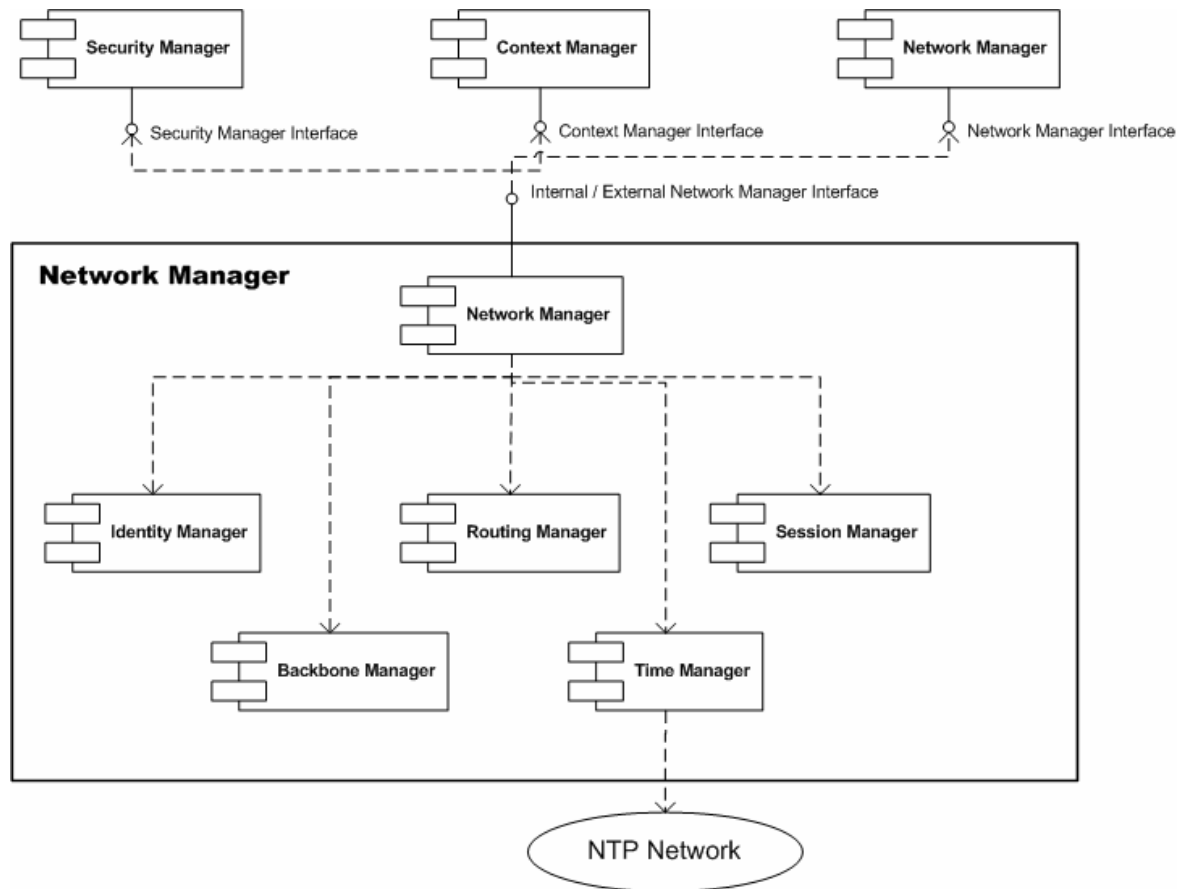 Security Manager
Context Manager
Network Manager
Security Manager Interface
Context Manager Interface
Network Manager Interface
Internal / External Network Manager Interface
Network Manager
Network Manager
Identity Manager
Routing Manager
Session Manager
Backbone Manager
Time Manager
NTP Network